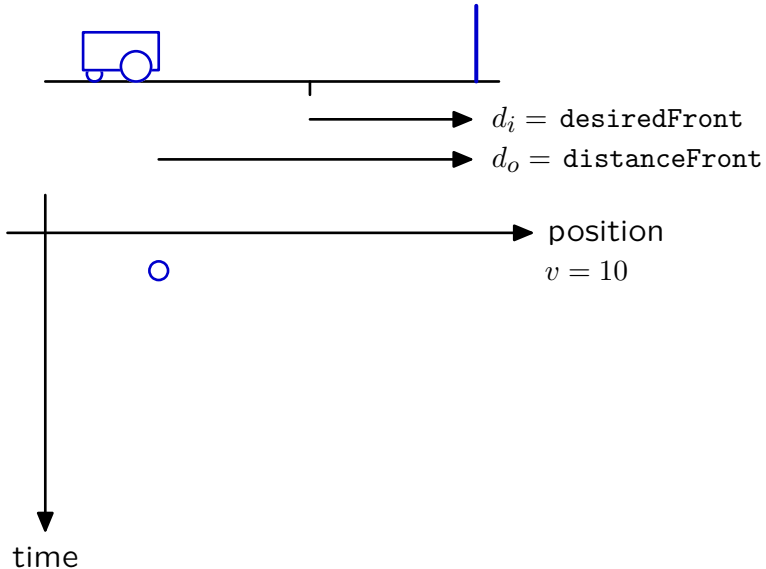 d_i = desiredFront
d_o = distanceFront
position
v = 10
time